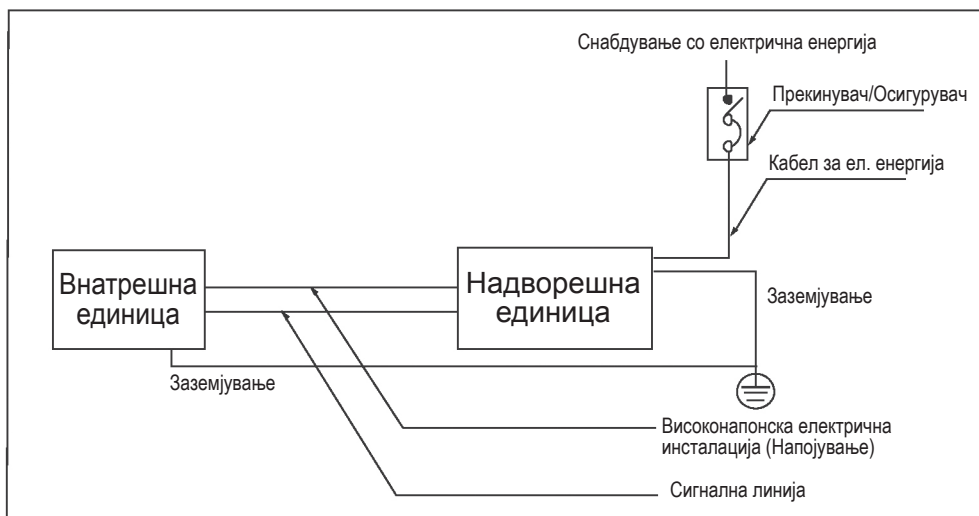 Снабдување со електрична енергија
Прекинувач/Осигурувач
Кабел за ел. енергија
Внатрешна
единица
Надворешна
единица
Заземјување
Заземјување
Високонапонска електрична
инсталација (Напојување)
Сигнална линија